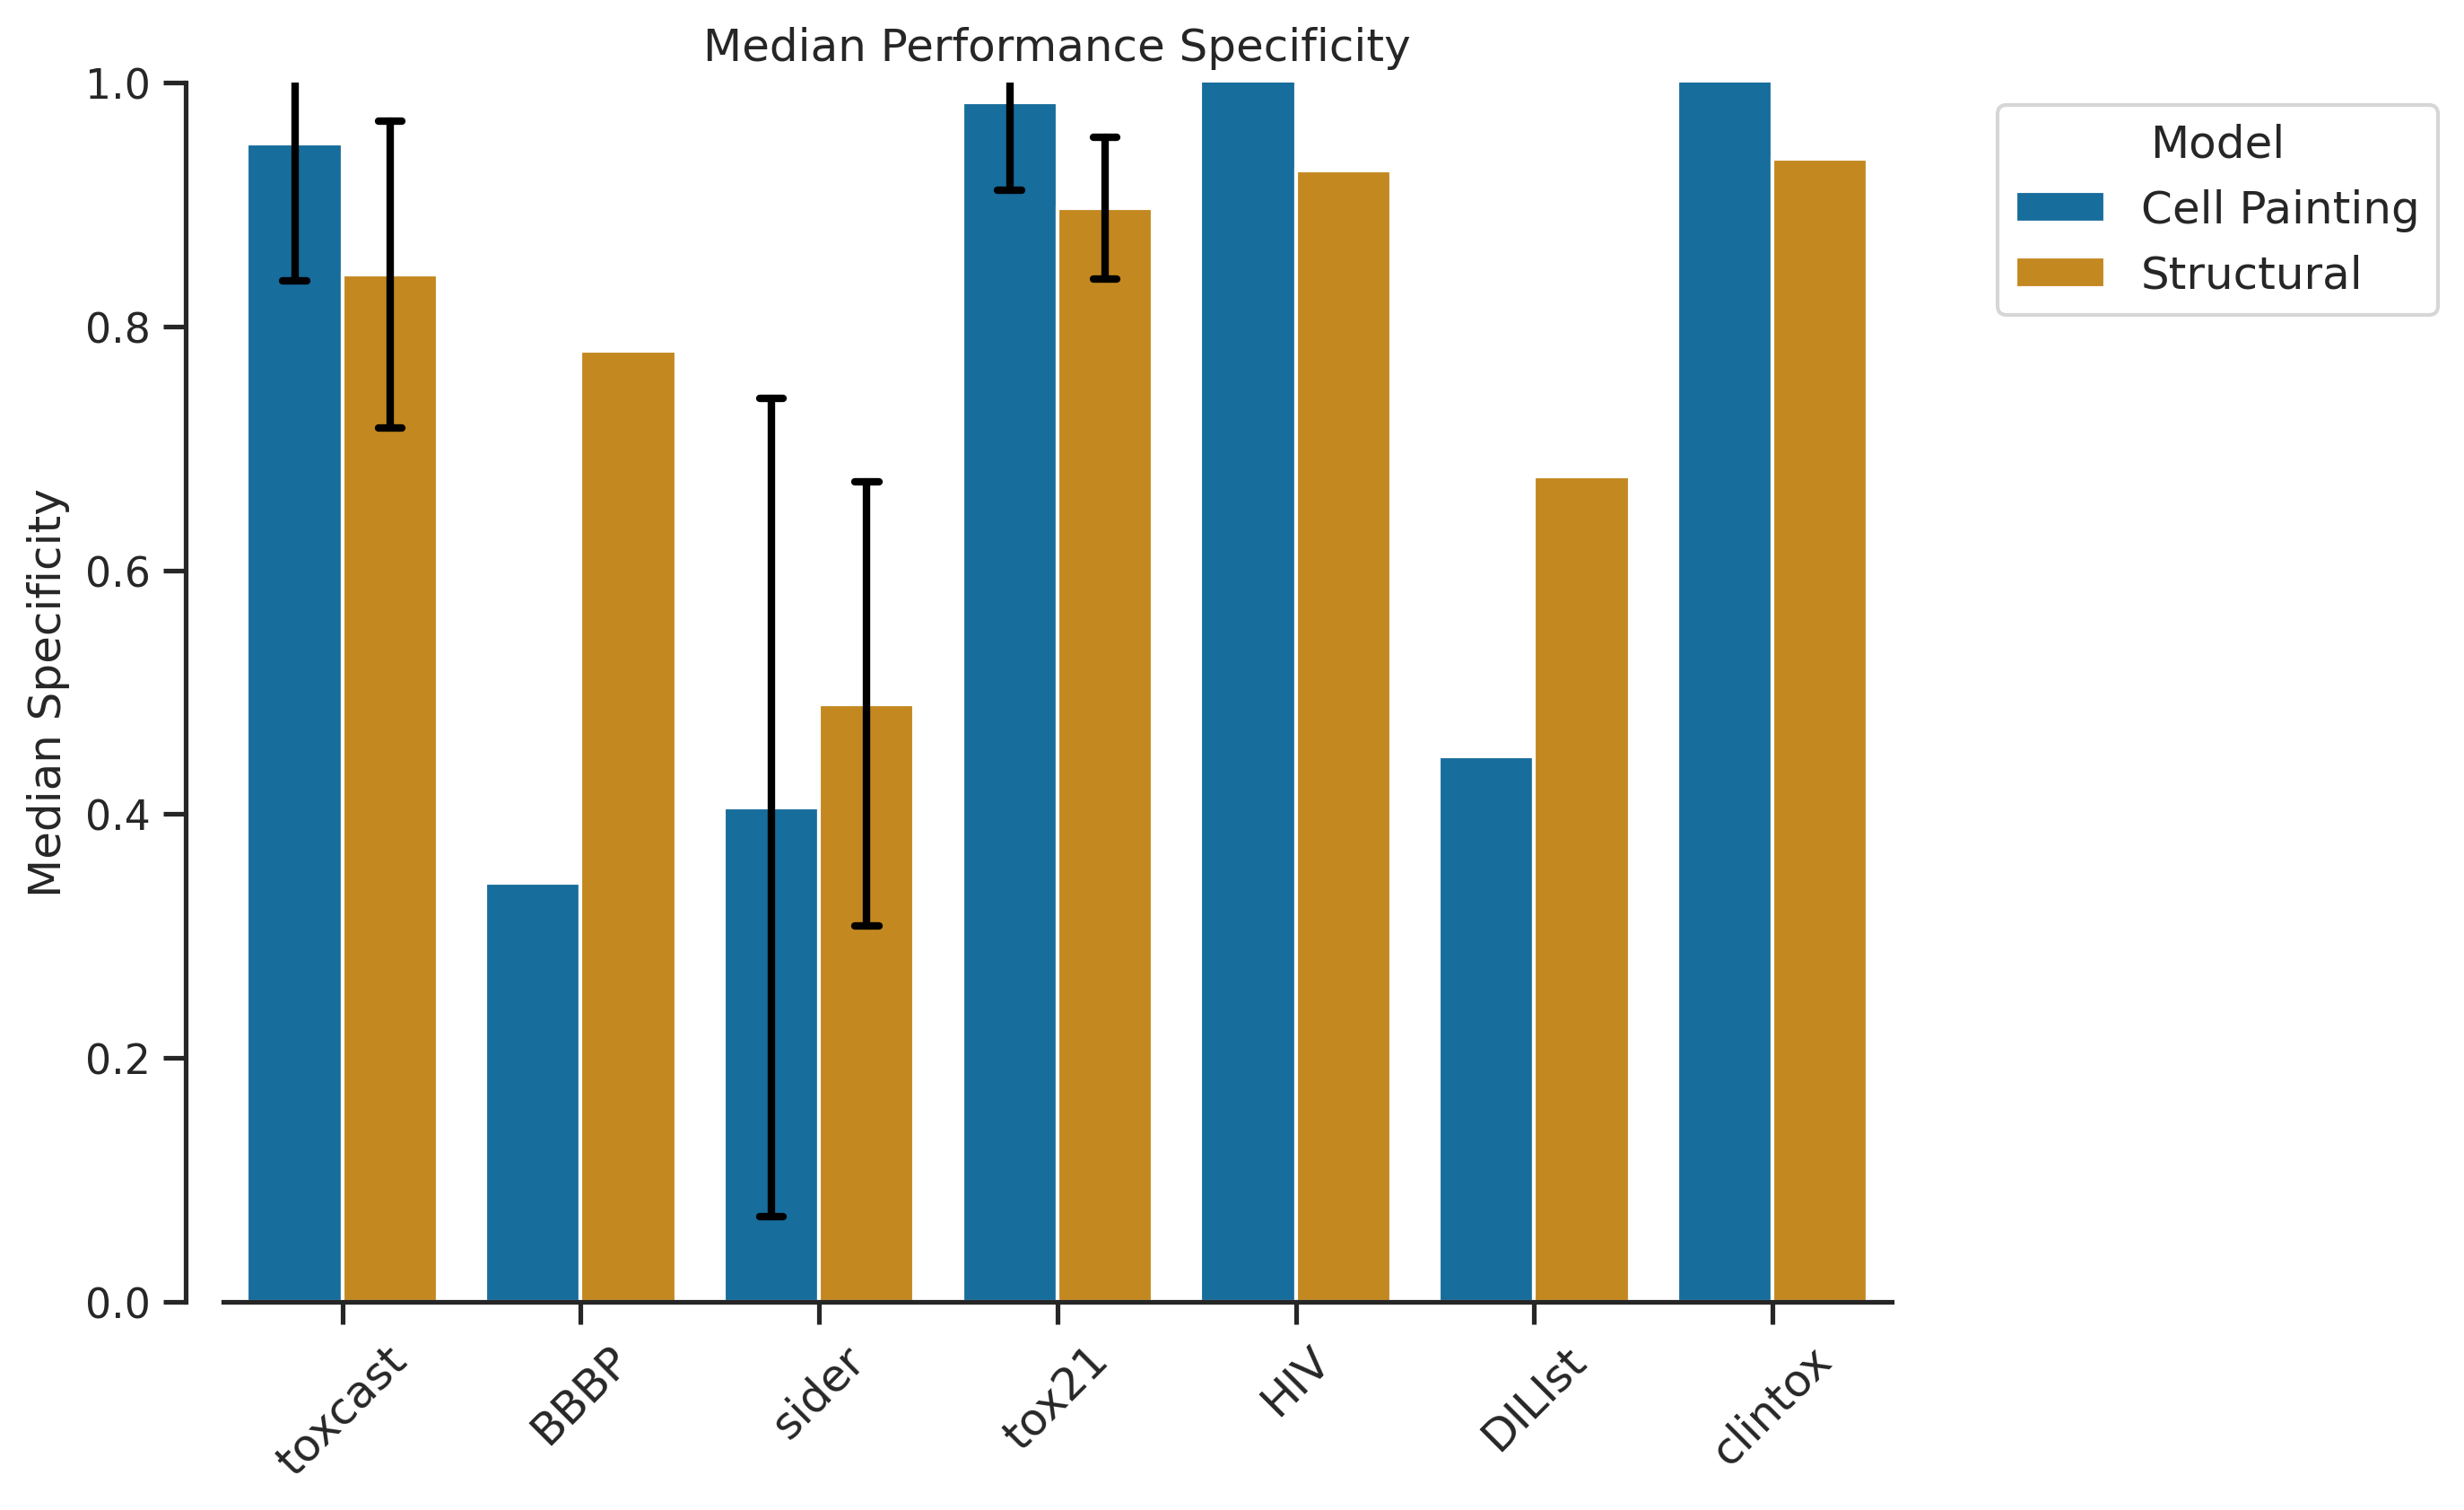 Median Performance Specificity
Median Specificity
1.0
0.8
0.6
0.4
0.2
0.0
toxcast
BBBP
sider
tox21
HIV
DILIst
clintox
Model
Cell Painting
Structural